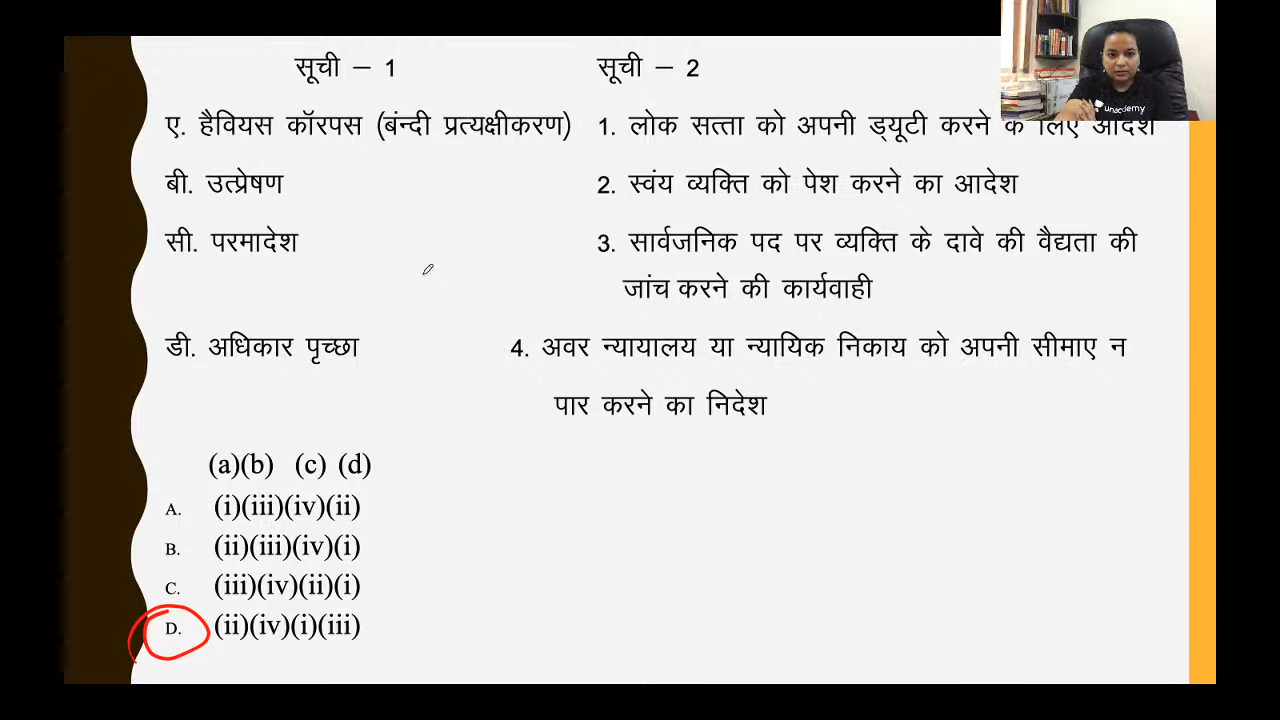 सूची – 1 सूची – 2
ए. हैवियस कॉरपस (बंन्दी प्रत्यक्षीकरण) 1. लोक सत्ता को अपनी ड्यूटी करने के लिए आदेश
unacademy
बी. उत्प्रेषण 2. स्वंय व्यक्ति को पेश करने का आदेश
सी. परमादेश 3. सार्वजनिक पद पर व्यक्ति के दावे की वैद्यता की
जांच करने की कार्यवाही
डी. अधिकार पृच्छा 4. अवर न्यायालय या न्यायिक निकाय को अपनी सीमाए न
पार करने का निदेश
(a)(b) (c) (d)
A. (i)(iii)(iv)(ii)
B. (ii)(iii)(iv)(i)
C. (iii)(iv)(ii)(i)
D. (ii)(iv)(i)(iii)